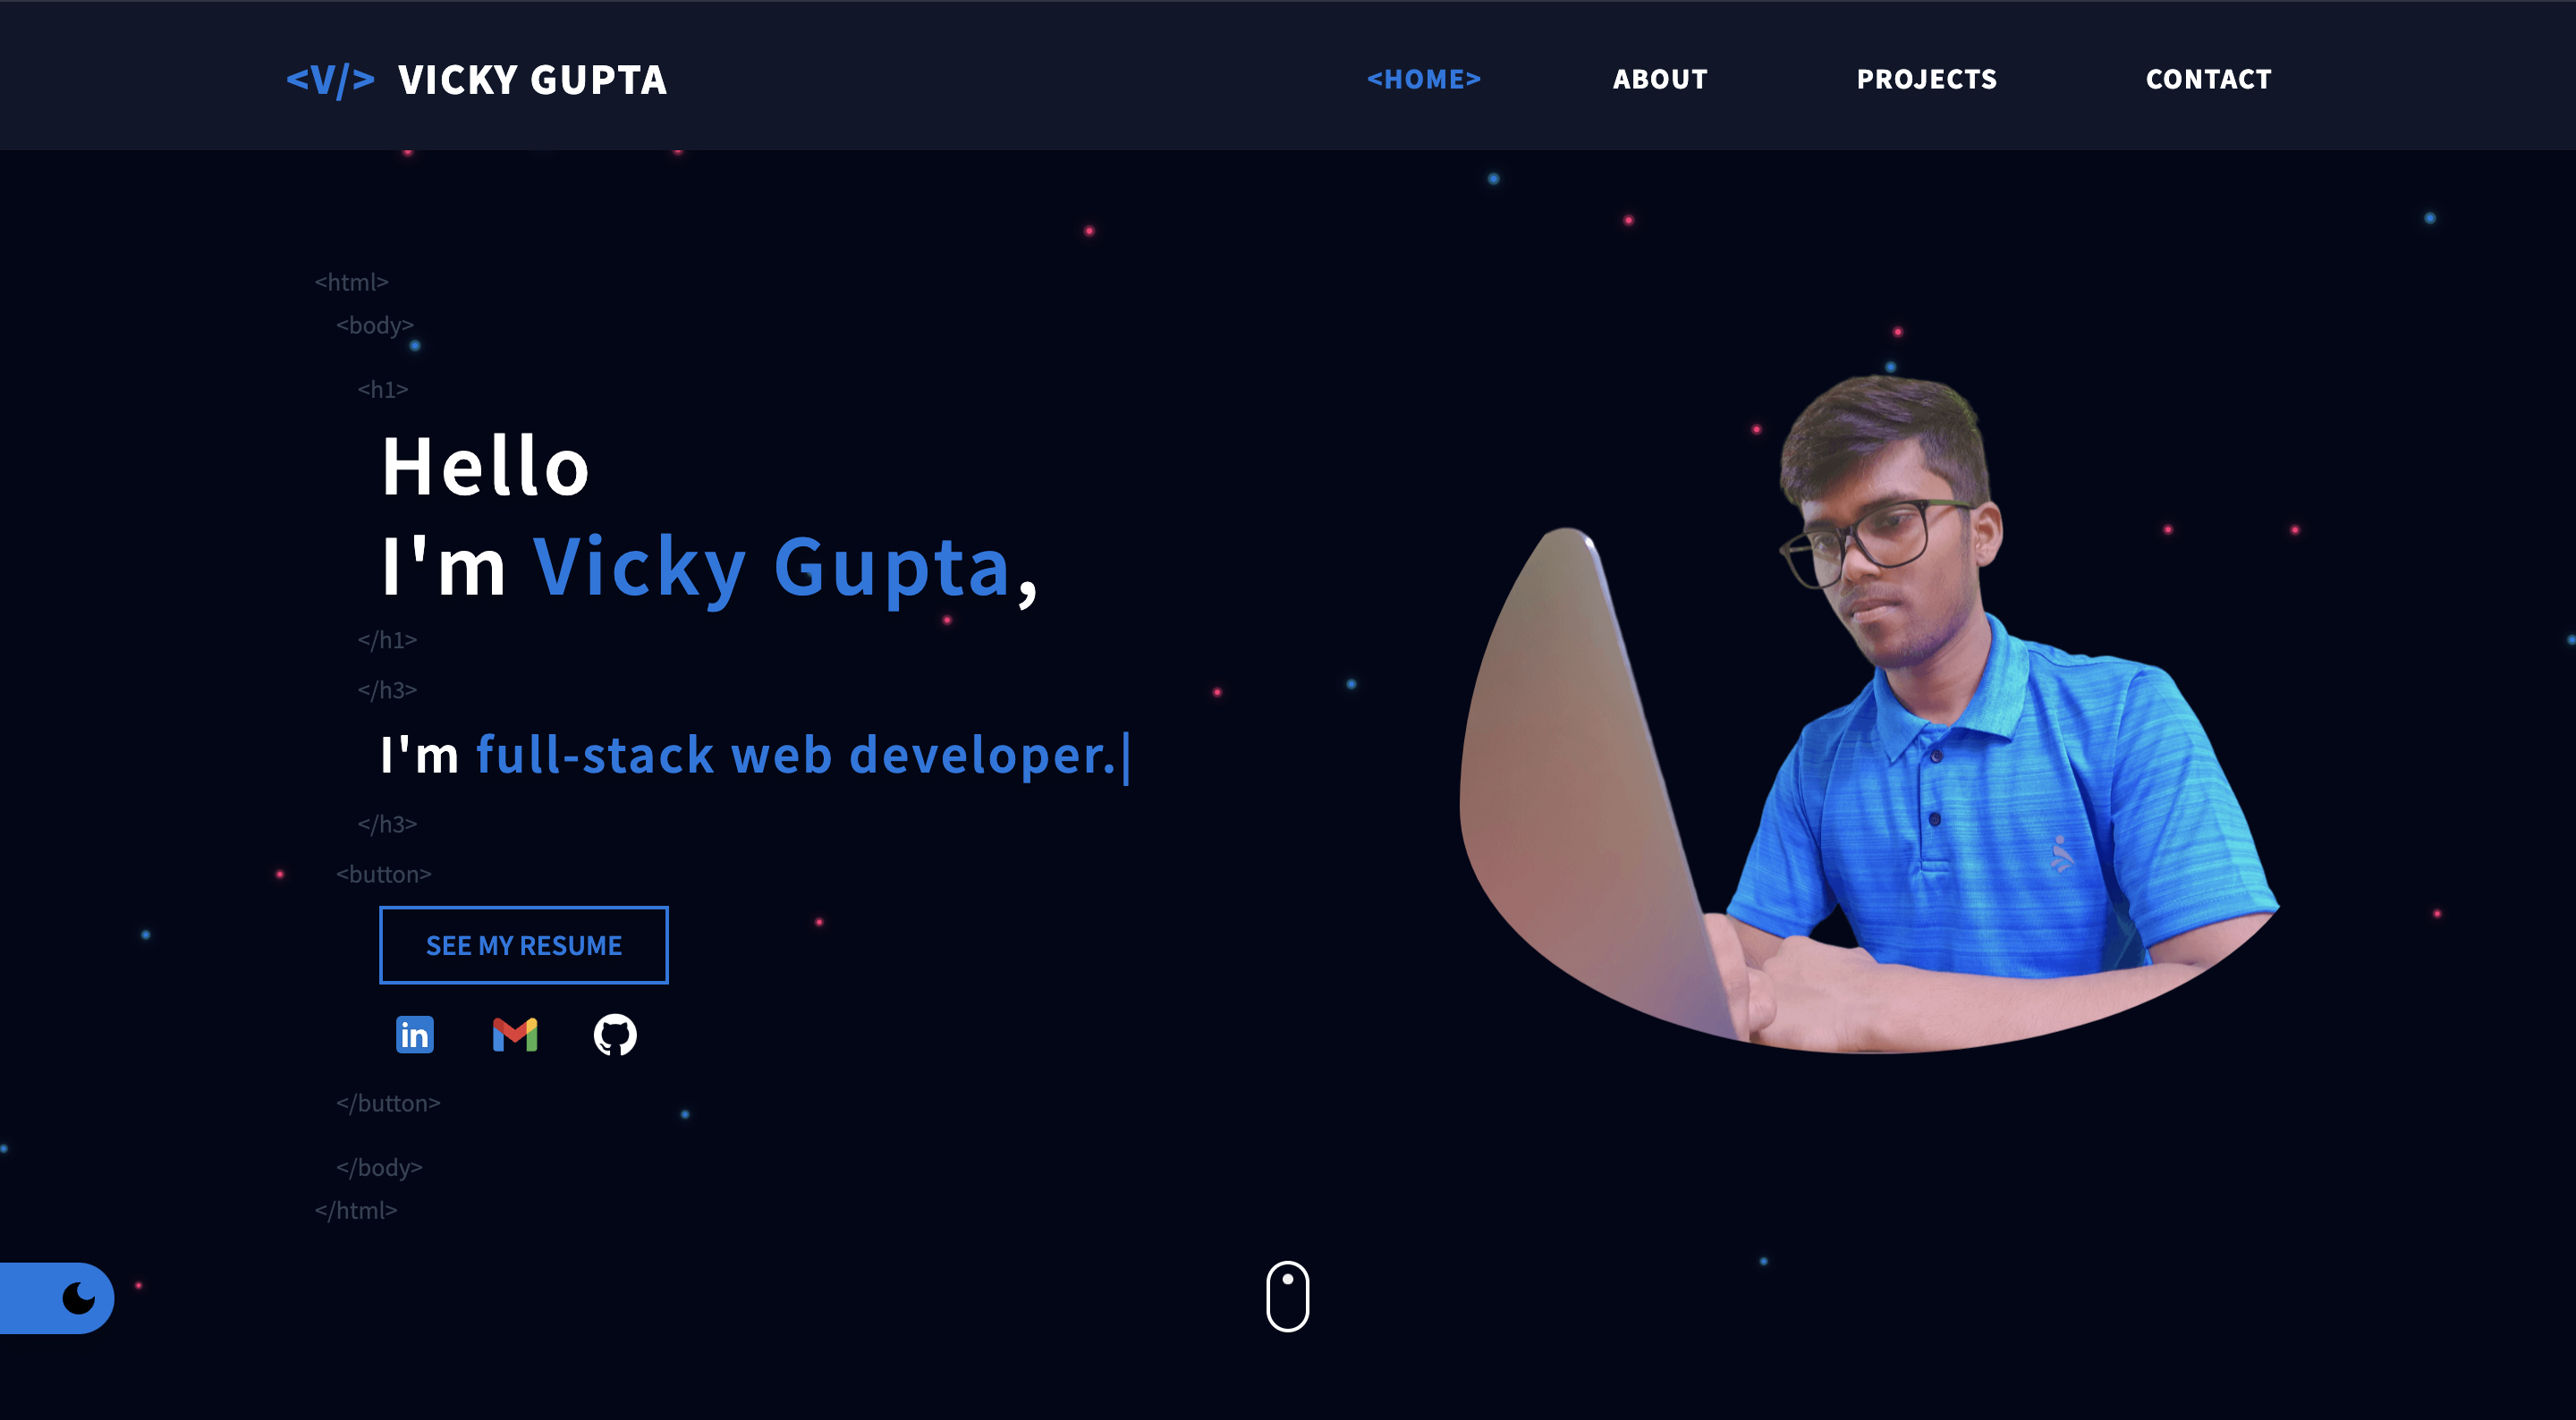 <V/> VICKY GUPTA
<HOME> ABOUT PROJECTS CONTACT
<html>
<body>
<h1>
Hello
I'm Vicky Gupta,
</h1>
</h3>
I'm full-stack web developer.|
</h3>
<button>
SEE MY RESUME
in
</button>
</body>
</html>